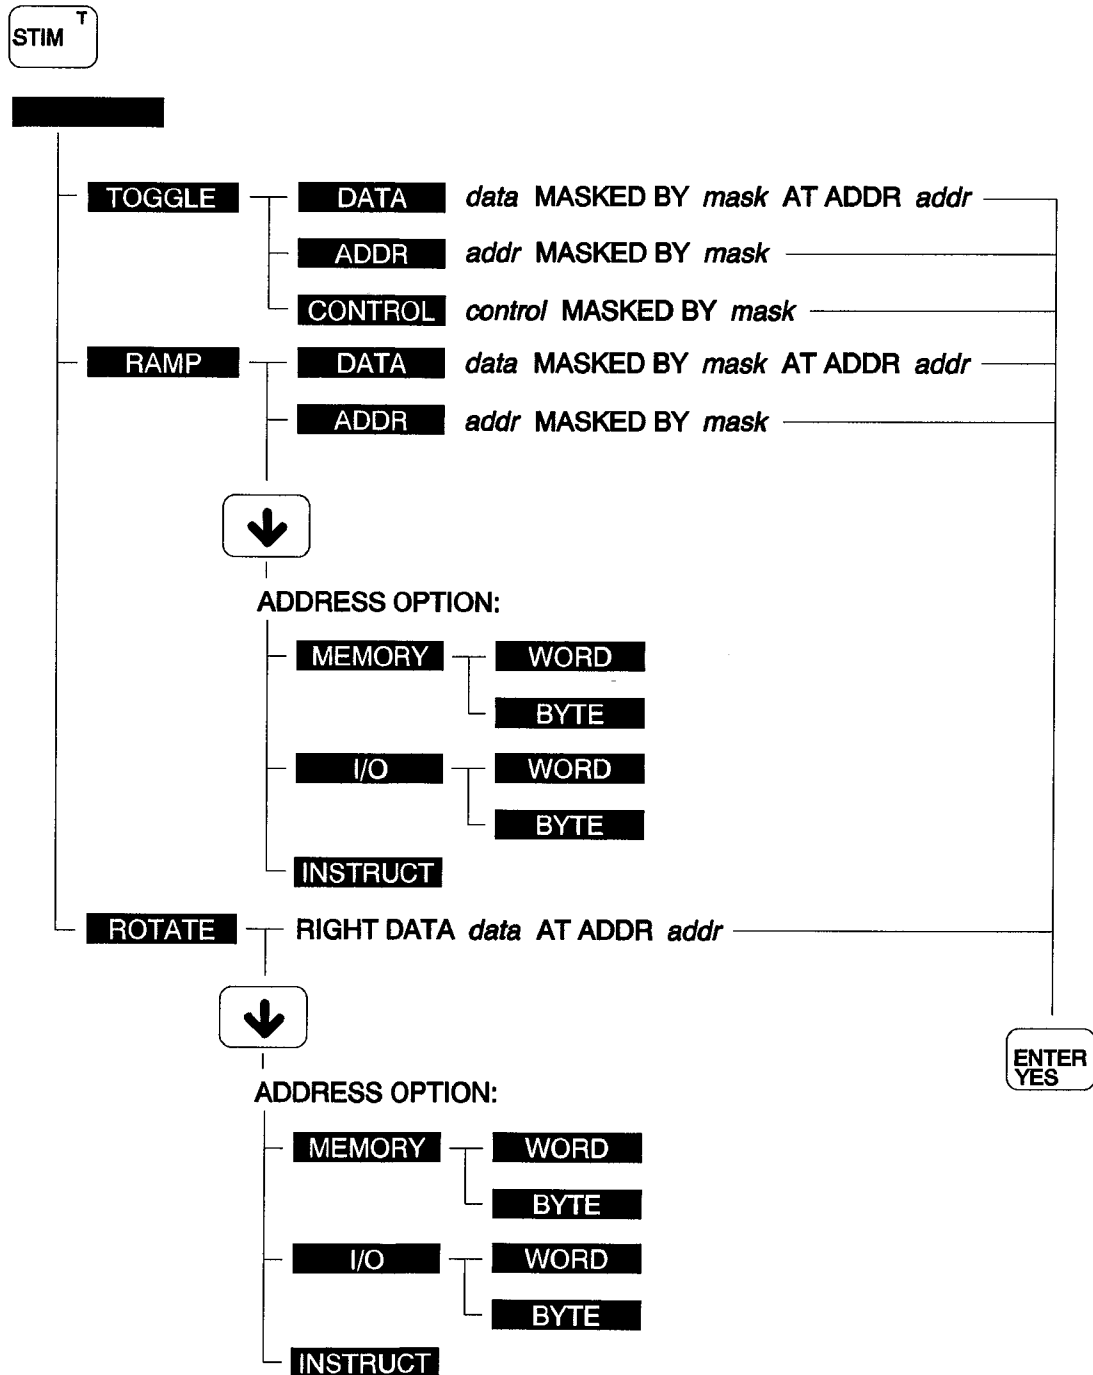 STIM T
TOGGLE DATA data MASKED BY mask AT ADDR addr
ADDR addr MASKED BY mask
CONTROL control MASKED BY mask
RAMP DATA data MASKED BY mask AT ADDR addr
ADDR addr MASKED BY mask
ADDRESS OPTION:
MEMORY WORD
BYTE
I/O WORD
BYTE
INSTRUCT
ROTATE RIGHT DATA data AT ADDR addr
ENTER
YES
ADDRESS OPTION:
MEMORY WORD
BYTE
I/O WORD
BYTE
INSTRUCT